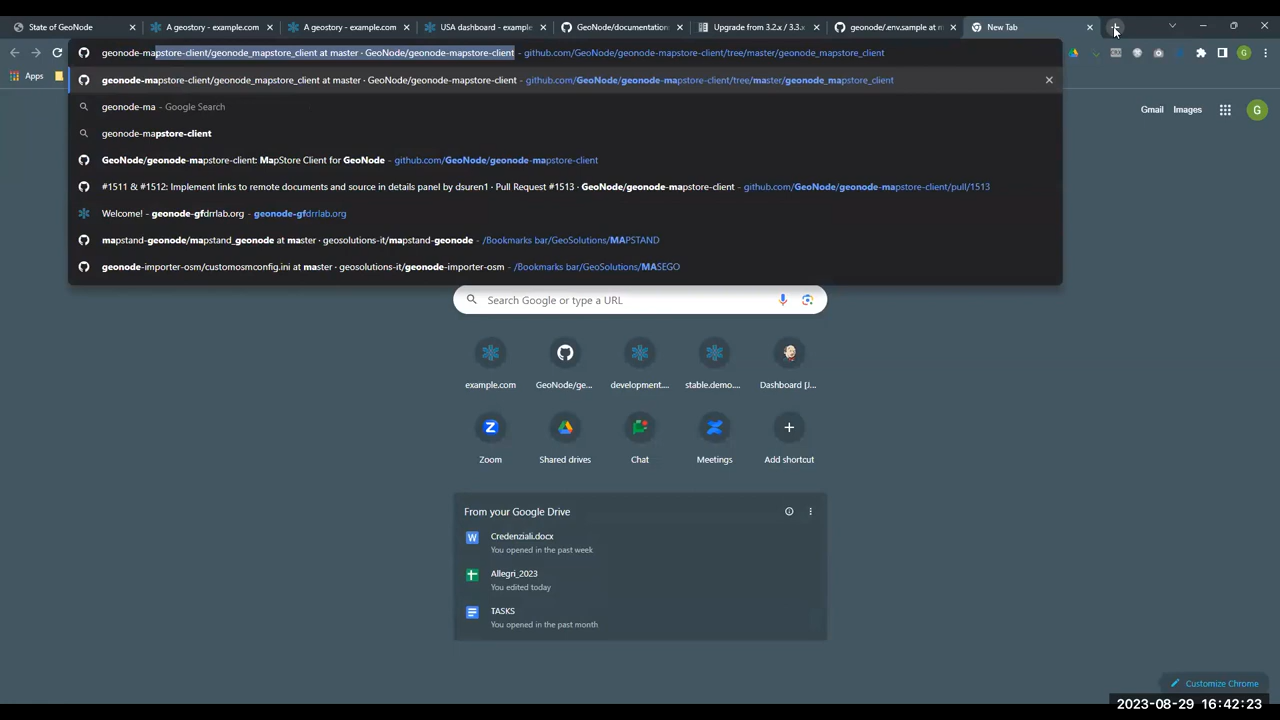 State of GeoNode
A geostory - example.com
A geostory - example.com
USA dashboard - example
GeoNode/documentation
Upgrade from 3.2.x / 3.3.x
geonode/.env.sample at m
New Tab
geonode-mapstore-client/geonode_mapstore_client at master · GeoNode/geonode-mapstore-client - github.com/GeoNode/geonode-mapstore-client/tree/master/geonode_mapstore_client
Apps
geonode-mapstore-client/geonode_mapstore_client at master · GeoNode/geonode-mapstore-client - github.com/GeoNode/geonode-mapstore-client/tree/master/geonode_mapstore_client
geonode-ma - Google Search
geonode-mapstore-client
GeoNode/geonode-mapstore-client: MapStore Client for GeoNode - github.com/GeoNode/geonode-mapstore-client
#1511 & #1512: Implement links to remote documents and source in details panel by dsuren1 · Pull Request #1513 · GeoNode/geonode-mapstore-client - github.com/GeoNode/geonode-mapstore-client/pull/1513
Welcome! - geonode-gfdrrlab.org - geonode-gfdrrlab.org
mapstand-geonode/mapstand_geonode at master · geosolutions-it/mapstand-geonode - /Bookmarks bar/GeoSolutions/MAPSTAND
geonode-importer-osm/customosmconfig.ini at master · geosolutions-it/geonode-importer-osm - /Bookmarks bar/GeoSolutions/MASEGO
Gmail
Images
G
G
Search Google or type a URL
example.com
GeoNode/ge...
development....
stable.demo....
Dashboard [J...
Zoom
Shared drives
Chat
Meetings
Add shortcut
From your Google Drive
Credenziali.docx
You opened in the past week
Allegri_2023
You edited today
TASKS
You opened in the past month
Customize Chrome
2023-08-29 16:42:23